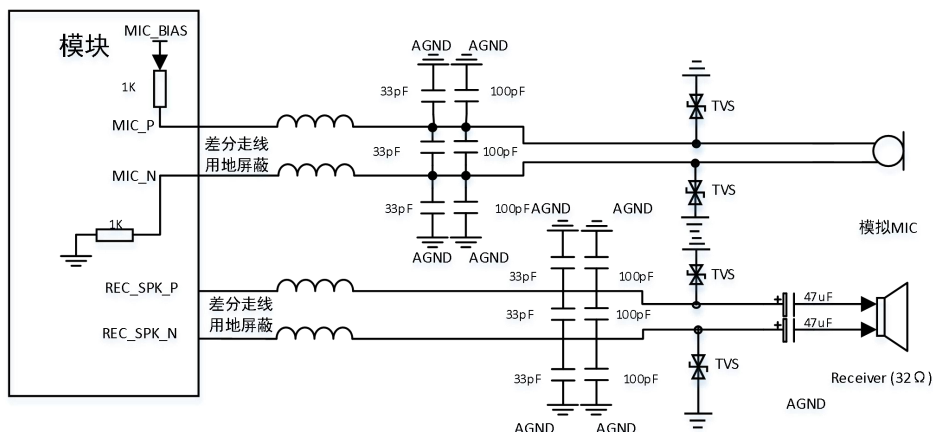 模块
MIC_BIAS
1K
MIC_P
差分走线
用地屏蔽
MIC_N
1K
AGND AGND
33pF 100pF
33pF 100pF
33pF 100pF
AGND AGND
TVS
TVS
模拟MIC
REC_SPK_P
差分走线
用地屏蔽
REC_SPK_N
AGND AGND
33pF 100pF
33pF 100pF
33pF 100pF
AGND AGND
TVS
TVS
+ 47uF
+ 47uF
Receiver (32Ω)
AGND